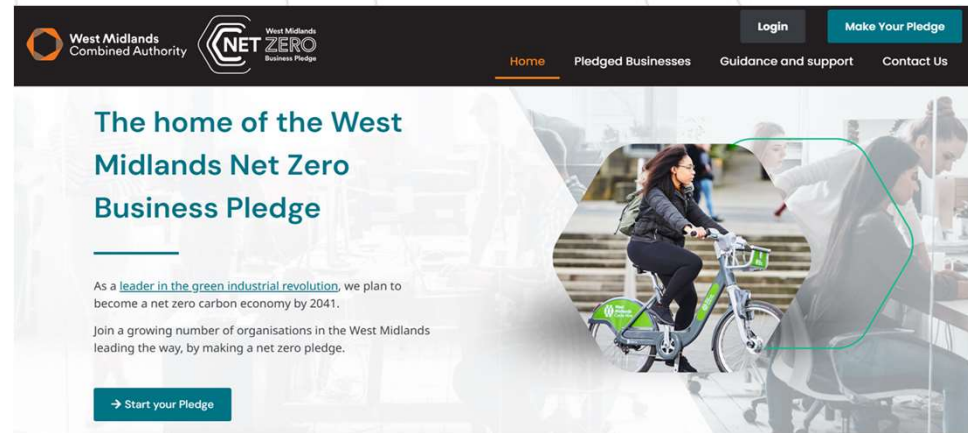 West Midlands
Combined Authority
NET
West Midlands
ZERO
Business Pledge
Login
Make Your Pledge
Home
Pledged Businesses
Guidance and support
Contact Us
The home of the West
Midlands Net Zero
Business Pledge
As a leader in the green industrial revolution, we plan to
become a net zero carbon economy by 2041.
Join a growing number of organisations in the West Midlands
leading the way, by making a net zero pledge.
→ Start your Pledge